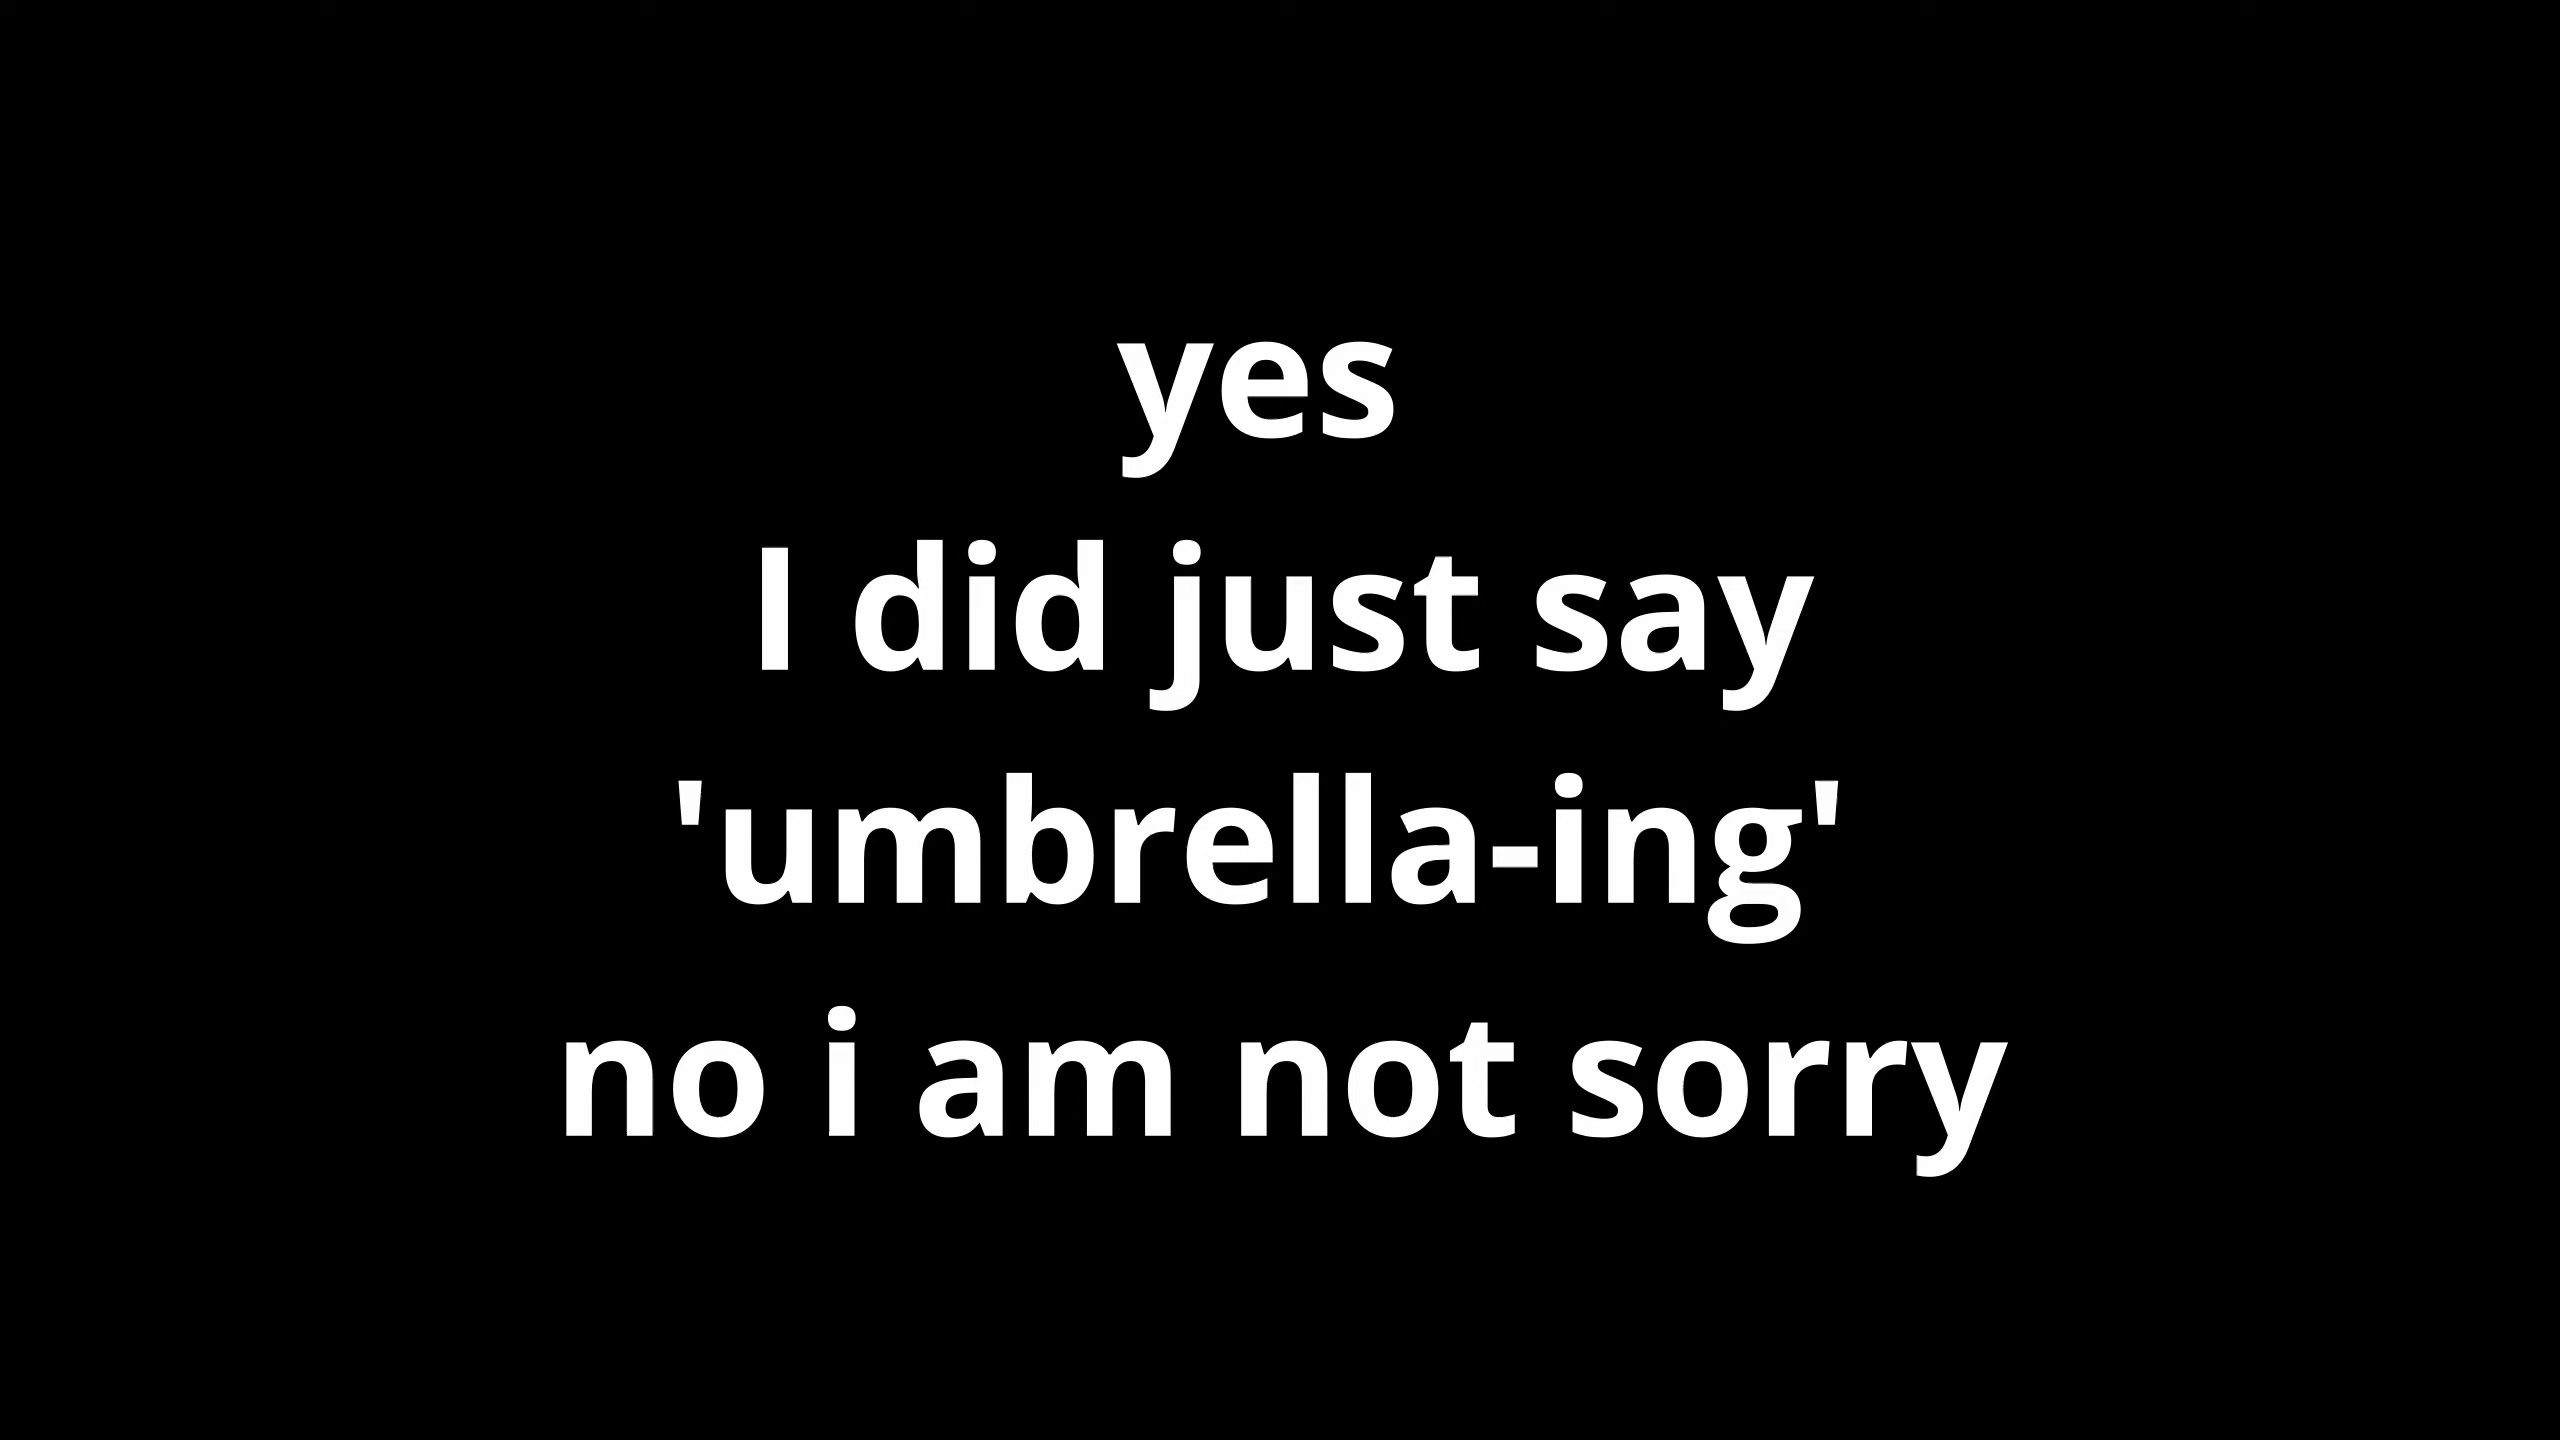 yes
I did just say
'umbrella-ing'
no i am not sorry